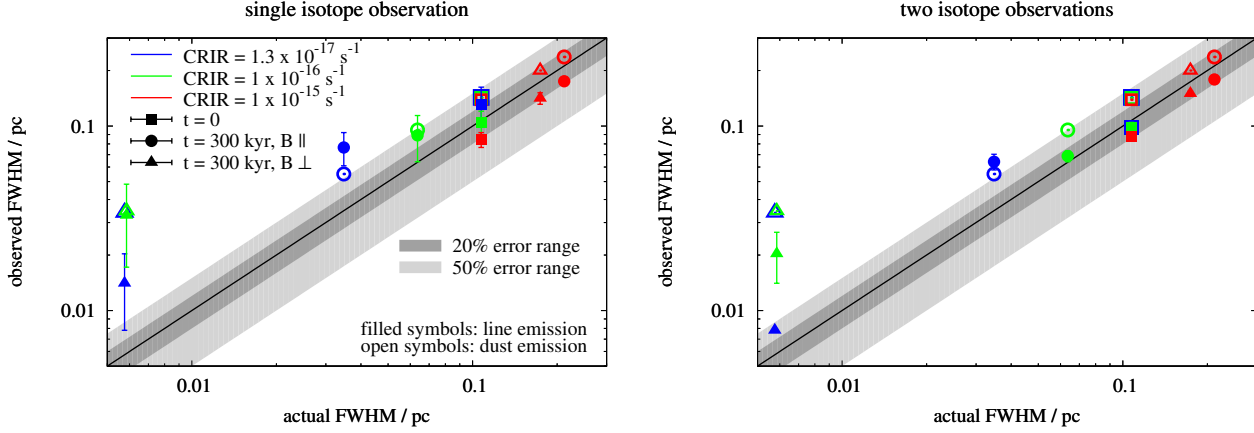 single isotope observation
observed FWHM / pc
0.1
0.01
CRIR = 1.3 x 10⁻¹⁷ s⁻¹
CRIR = 1 x 10⁻¹⁶ s⁻¹
CRIR = 1 x 10⁻¹⁵ s⁻¹
t = 0
t = 300 kyr, B ∥
t = 300 kyr, B ⊥
20% error range
50% error range
filled symbols: line emission
open symbols: dust emission
0.01
0.1
actual FWHM / pc
two isotope observations
observed FWHM / pc
0.1
0.01
0.01
0.1
actual FWHM / pc